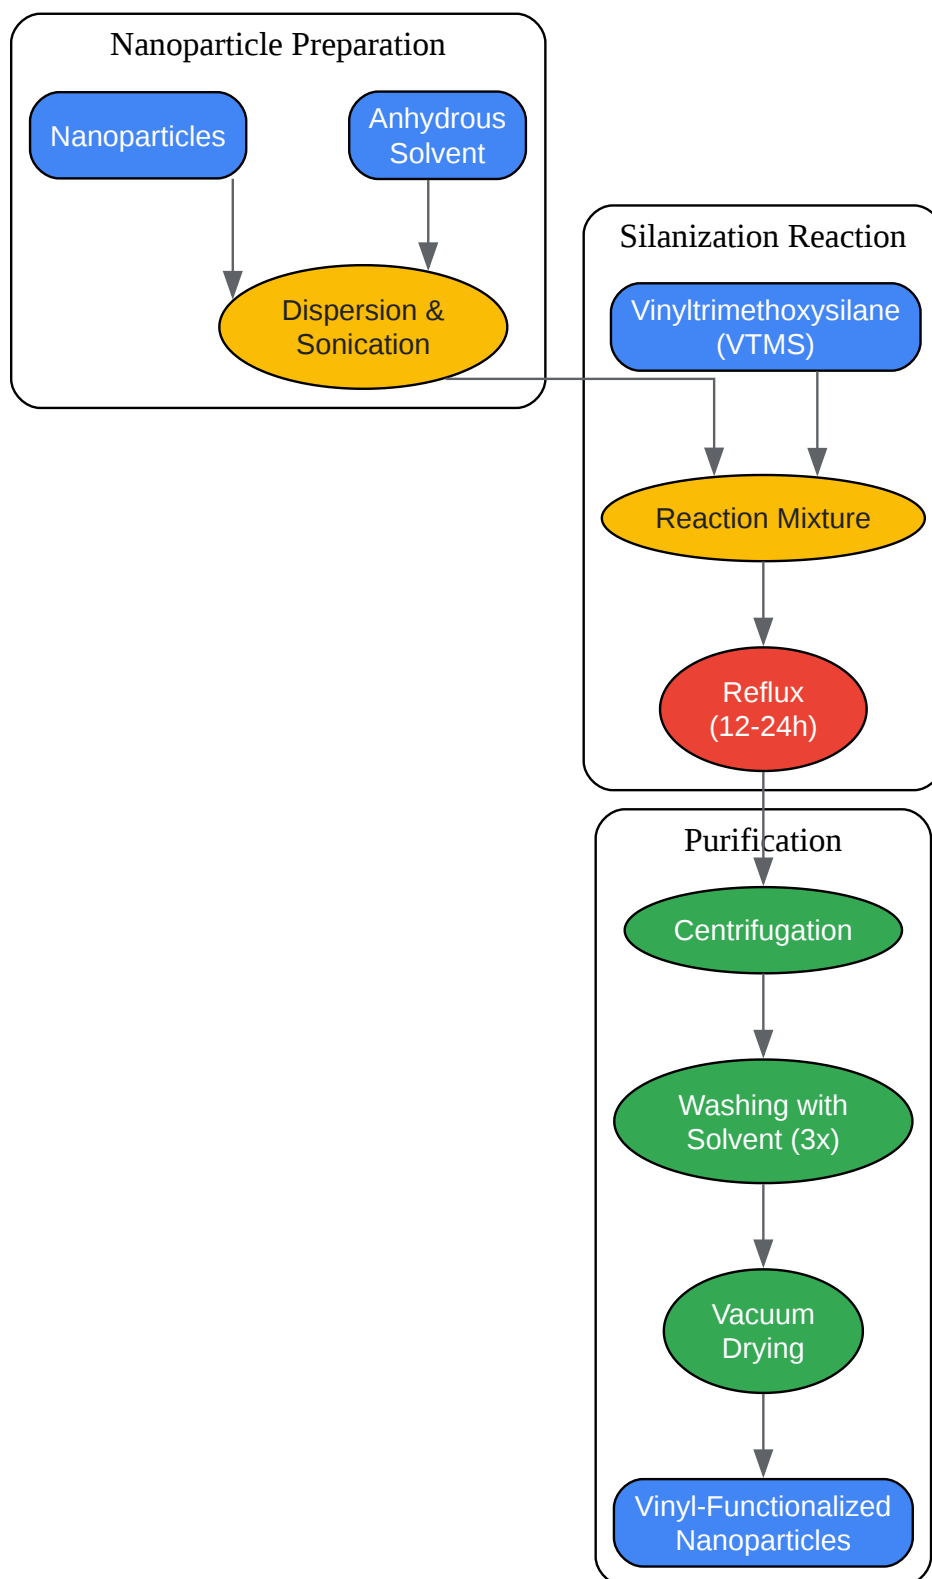 Nanoparticle Preparation
Nanoparticles
Anhydrous
Solvent
Dispersion &
Sonication
Silanization Reaction
Vinyltrimethoxysilane
(VTMS)
Reaction Mixture
Reflux
(12-24h)
Purification
Centrifugation
Washing with
Solvent (3x)
Vacuum
Drying
Vinyl-Functionalized
Nanoparticles